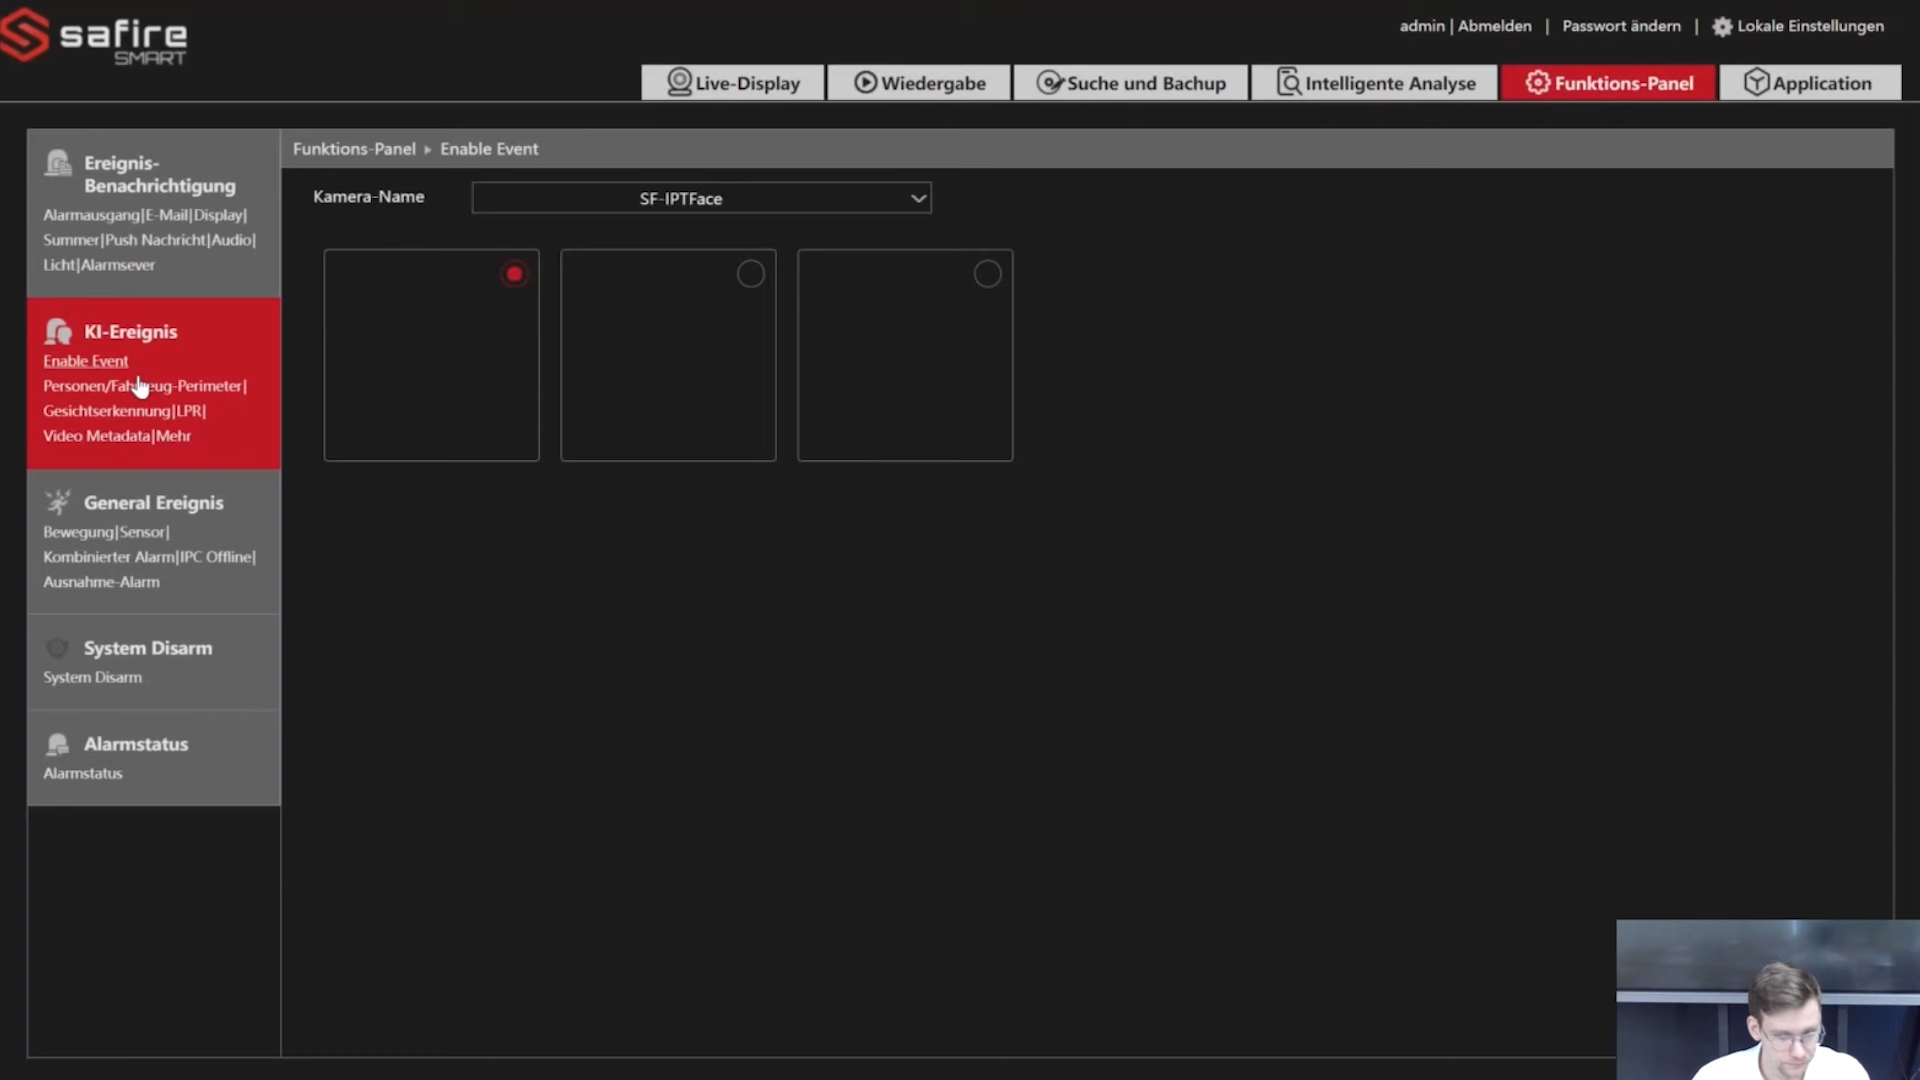 safire
SMART
admin | Abmelden | Passwort ändern | Lokale Einstellungen
Live-Display Wiedergabe Suche und Bachup Intelligente Analyse Funktions-Panel Application
Funktions-Panel ▸ Enable Event
Kamera-Name SF-IPTFace
Ereignis-
Benachrichtigung
Alarmausgang|E-Mail|Display|
Summer|Push Nachricht|Audio|
Licht|Alarmsever
KI-Ereignis
Enable Event
Personen/Fahrzeug-Perimeter|
Gesichtserkennung|LPR|
Video Metadata|Mehr
General Ereignis
Bewegung|Sensor|
Kombinierter Alarm|IPC Offline|
Ausnahme-Alarm
System Disarm
System Disarm
Alarmstatus
Alarmstatus